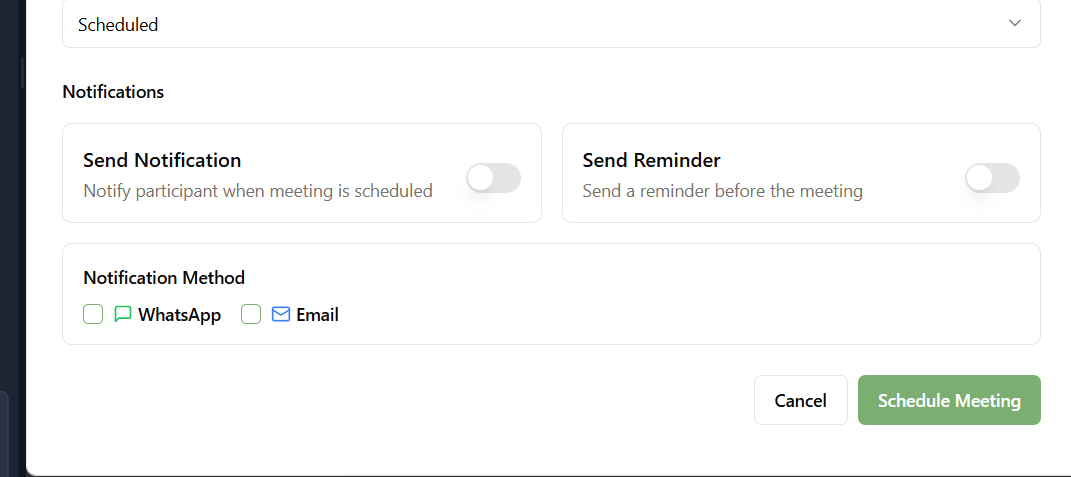 Scheduled
Notifications
Send Notification
Notify participant when meeting is scheduled
Send Reminder
Send a reminder before the meeting
Notification Method
WhatsApp
Email
Cancel
Schedule Meeting